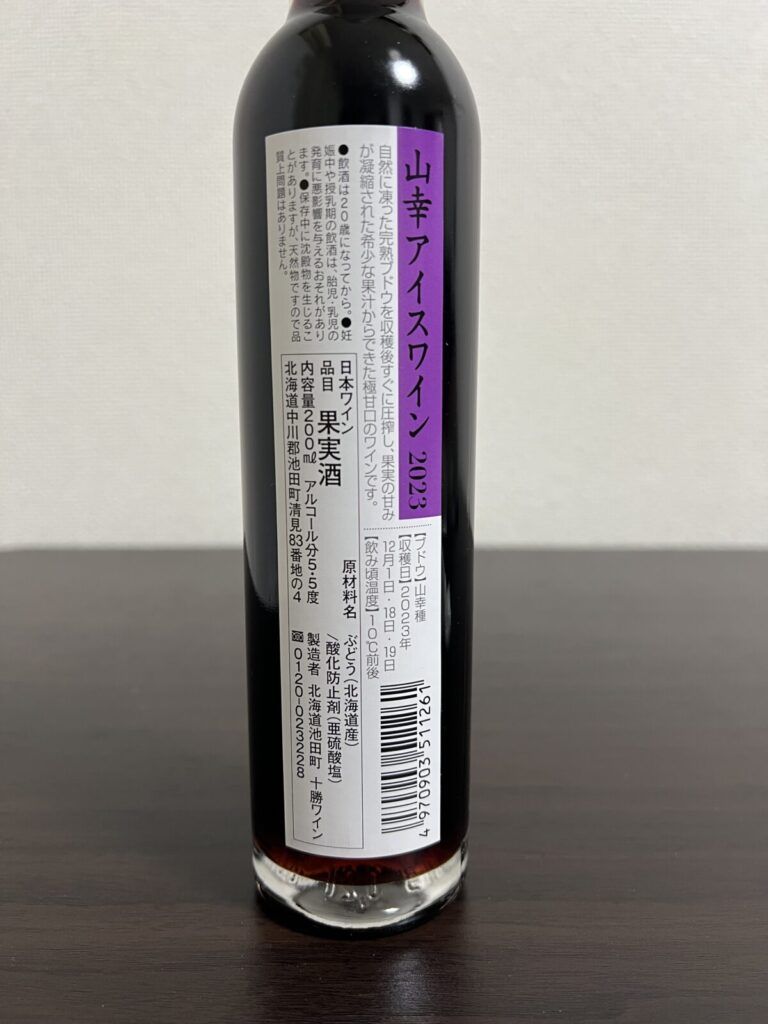 山幸アイスワイン 2023
自然に凍った完熟ブドウを収穫後すぐに圧搾し、果実の甘み
が凝縮された希少な果汁からできた極甘口のワインです。
●飲酒は20歳になってから。●妊
娠中や授乳期の飲酒は、胎児・乳児の
発育に悪影響を与えるおそれがあり
ます。●保存中に沈殿物を生じるこ
とがありますが、天然物ですので品
質上問題はありません。
【ブドウ】山幸種
【収穫日】2023年
12月1日・18日・19日
【飲み頃温度】10℃前後
日本ワイン
品目 果実酒
内容量200㎖ アルコール分5.5度
北海道中川郡池田町清見83番地の4
原材料名 ぶどう(北海道産)
/酸化防止剤(亜硫酸塩)
製造者 北海道池田町 十勝ワイン
0120-023228
4 970903 511261